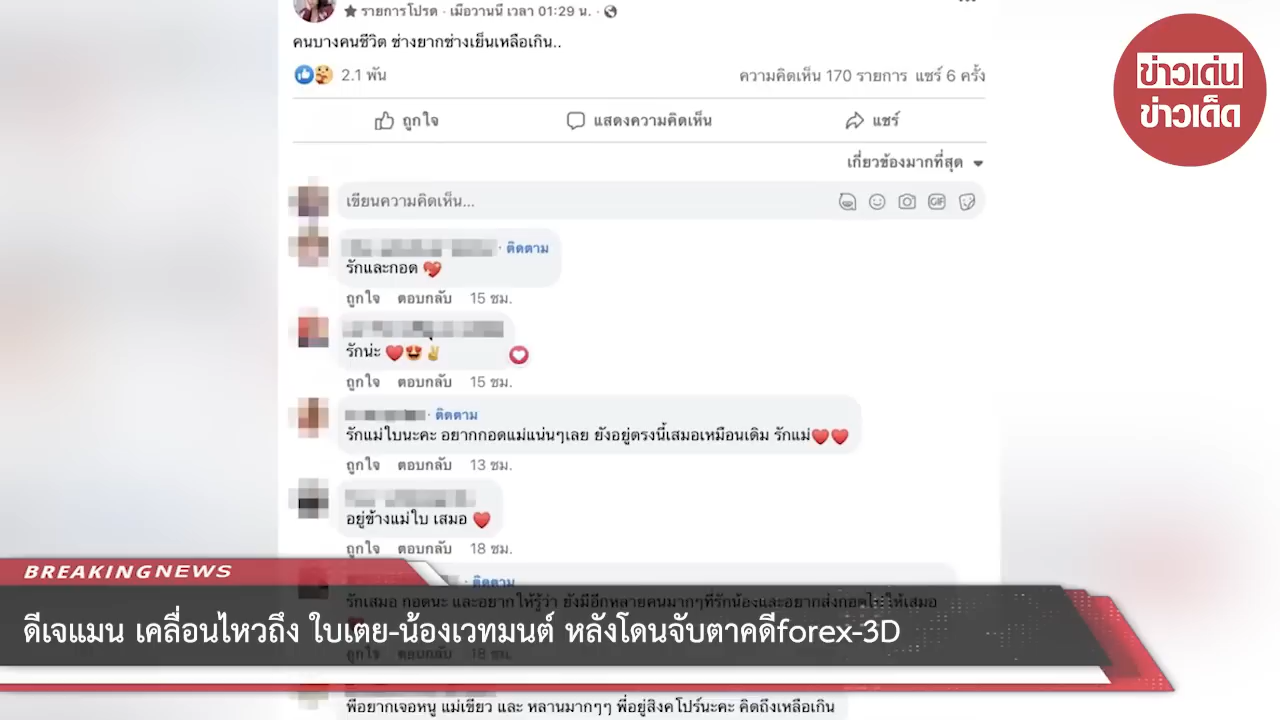 รายการโปรด · เมื่อวานนี้ เวลา 01:29 น. ·
คนบางคนชีวิต ช่างยากช่างเย็นเหลือเกิน..
2.1 พัน
ความคิดเห็น 170 รายการ แชร์ 6 ครั้ง
ถูกใจ
แสดงความคิดเห็น
แชร์
เกี่ยวข้องมากที่สุด
เขียนความคิดเห็น...
GIF
· ติดตาม
รักและกอด 💖
ถูกใจ ตอบกลับ 15 ชม.
รักน่ะ ❤️😍✌️
ถูกใจ ตอบกลับ 15 ชม.
· ติดตาม
รักแม่ใบนะคะ อยากกอดแม่แน่นๆเลย ยังอยู่ตรงนี้เสมอเหมือนเดิม รักแม่❤️❤️
ถูกใจ ตอบกลับ 13 ชม.
อยู่ข้างแม่ใบ เสมอ ❤️
ถูกใจ ตอบกลับ 18 ชม.
· ติดตาม
รักเสมอ กอดนะ และอยากให้รู้ว่า ยังมีอีกหลายคนมากๆที่รักน้องและอยากส่งกอดไปให้เสมอ
ถูกใจ ตอบกลับ 18 ชม.
พี่อยากเจอหนู แม่เขียว และ หลานมากๆๆ พี่อยู่สิงคโปร์นะคะ คิดถึงเหลือเกิน
ข่าวเด่น
ข่าวเด็ด
BREAKINGNEWS
ดีเจแมน เคลื่อนไหวถึง ใบเตย-น้องเวทมนต์ หลังโดนจับตาคดีforex-3D